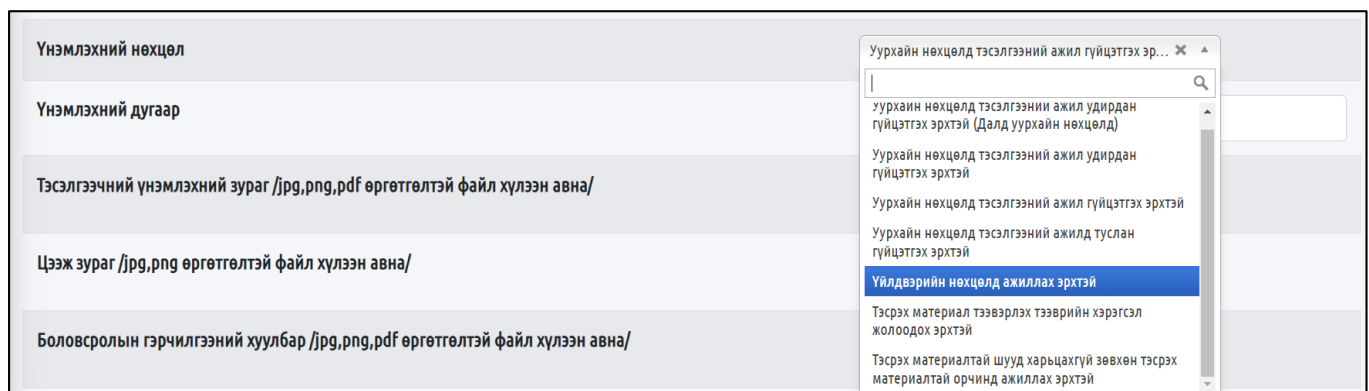 Үнэмлэхний нөхцөл
Уурхайн нөхцөлд тэсэлгээний ажил гүйцэтгэх эр...
Үнэмлэхний дугаар
Уурхайн нөхцөлд тэсэлгээний ажил удирдан
гүйцэтгэх эрхтэй (Далд уурхайн нөхцөлд)
Уурхайн нөхцөлд тэсэлгээний ажил удирдан
гүйцэтгэх эрхтэй
Тэсэлгээчний үнэмлэхний зураг /jpg,png,pdf өргөтгөлтэй файл хүлээн авна/
Уурхайн нөхцөлд тэсэлгээний ажил гүйцэтгэх эрхтэй
Уурхайн нөхцөлд тэсэлгээний ажилд туслан
гүйцэтгэх эрхтэй
Цээж зураг /jpg,png өргөтгөлтэй файл хүлээн авна/
Үйлдвэрийн нөхцөлд ажиллах эрхтэй
Тэсрэх материал тээвэрлэх тээврийн хэрэгсэл
жолоодох эрхтэй
Боловсролын гэрчилгээний хуулбар /jpg,png,pdf өргөтгөлтэй файл хүлээн авна/
Тэсрэх материалтай шууд харьцахгүй зөвхөн тэсрэх
материалтай орчинд ажиллах эрхтэй